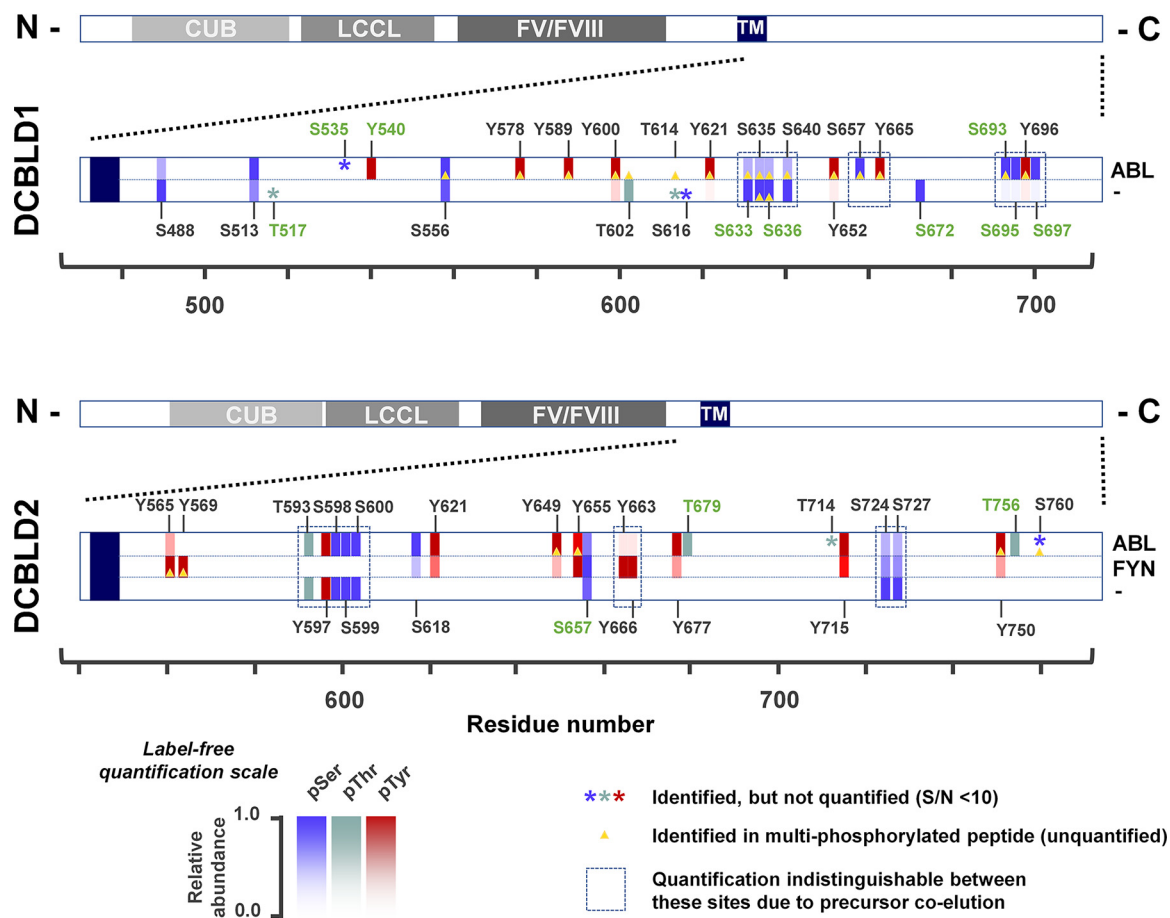 N - CUB LCCL FV/FVIII TM - C
DCBLD1
S535 Y540 Y578 Y589 Y600 T614 Y621 S635 S640 S657 Y665 S693 Y696
ABL
-
S488 S513 T517 S556 T602 S616 S633 S636 Y652 S672 S695 S697
500 600 700
N - CUB LCCL FV/FVIII TM - C
DCBLD2
Y565 Y569 T593 S598 S600 Y621 Y649 Y655 Y663 T679 T714 S724 S727 T756 S760
ABL
FYN
-
Y597 S599 S618 S657 Y666 Y677 Y715 Y750
600 700
Residue number
Label-free
quantification scale
pSer pThr pTyr
1.0
Relative
abundance
0.0
*** Identified, but not quantified (S/N <10)
Identified in multi-phosphorylated peptide (unquantified)
Quantification indistinguishable between
these sites due to precursor co-elution